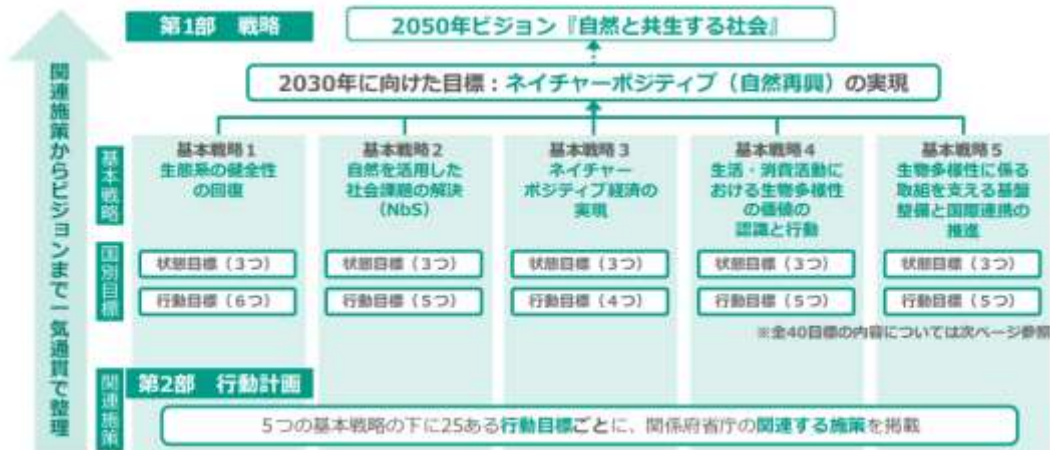 第1部 戦略
2050年ビジョン『自然と共生する社会』
2030年に向けた目標:ネイチャーポジティブ(自然再興)の実現
関連施策からビジョンまで一気通貫で整理
基本戦略
基本戦略1
生態系の健全性
の回復
基本戦略2
自然を活用した
社会課題の解決
(NbS)
基本戦略3
ネイチャー
ポジティブ経済の
実現
基本戦略4
生活・消費活動に
おける生物多様性
の価値の
認識と行動
基本戦略5
生物多様性に係る
取組を支える基盤
整備と国際連携の
推進
国別目標
状態目標(3つ)
状態目標(3つ)
状態目標(3つ)
状態目標(3つ)
状態目標(3つ)
行動目標(6つ)
行動目標(5つ)
行動目標(4つ)
行動目標(5つ)
行動目標(5つ)
※全40目標の内容については次ページ参照
関連施策
第2部 行動計画
5つの基本戦略の下に25ある行動目標ごとに、関係府省庁の関連する施策を掲載